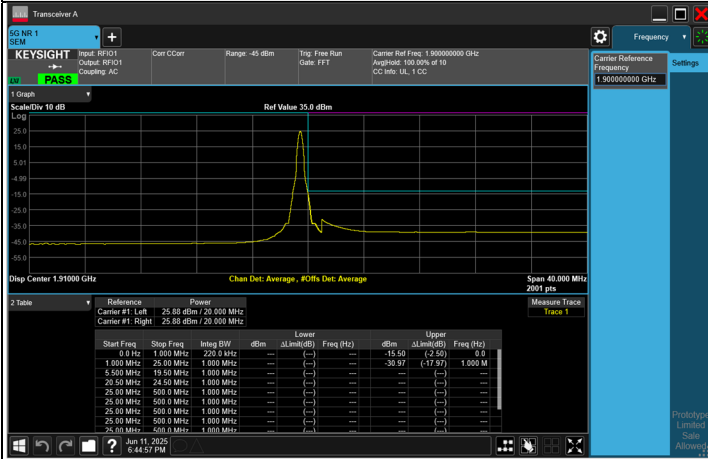 Transceiver A
5G NR 1
SEM
Frequency
KEYSIGHT
Input: RFIO1
Output: RFIO1
Coupling: AC
Corr CCorr
Range: -45 dBm
Trig: Free Run
Gate: FFT
Carrier Ref Freq: 1.900000000 GHz
Avg|Hold: 100.00% of 10
CC Info: UL, 1 CC
PASS
Carrier Reference
Frequency
1.900000000 GHz
Settings
1 Graph
Scale/Div 10 dB
Ref Value 35.0 dBm
Log
25.0
15.0
5.01
-4.99
-15.0
-25.0
-35.0
-45.0
-55.0
Disp Center 1.91000 GHz
Chan Det: Average , #Offs Det: Average
Span 40.000 MHz
2001 pts
2 Table
Reference Power
Carrier #1: Left 25.88 dBm / 20.000 MHz
Carrier #1: Right 25.88 dBm / 20.000 MHz
Measure Trace
Trace 1
Lower Upper
Start Freq Stop Freq Integ BW dBm ΔLimit(dB) Freq (Hz) dBm ΔLimit(dB) Freq (Hz)
0.0 Hz 1.000 MHz 220.0 kHz --- (---) --- -15.50 (-2.50) 0.0
1.000 MHz 25.00 MHz 1.000 MHz --- (---) --- -30.97 (-17.97) 1.000 M
5.500 MHz 19.50 MHz 1.000 MHz --- (---) --- --- (---) ---
20.50 MHz 24.50 MHz 1.000 MHz --- (---) --- --- (---) ---
25.00 MHz 500.0 MHz 1.000 MHz --- (---) --- --- (---) ---
25.00 MHz 500.0 MHz 1.000 MHz --- (---) --- --- (---) ---
25.00 MHz 500.0 MHz 1.000 MHz --- (---) --- --- (---) ---
25.00 MHz 500.0 MHz 1.000 MHz --- (---) --- --- (---) ---
25.00 MHz 500.0 MHz 1.000 MHz --- (---) --- --- (---) ---
Prototype
Limited
Sale
Allowed
Jun 11, 2025
6:44:57 PM